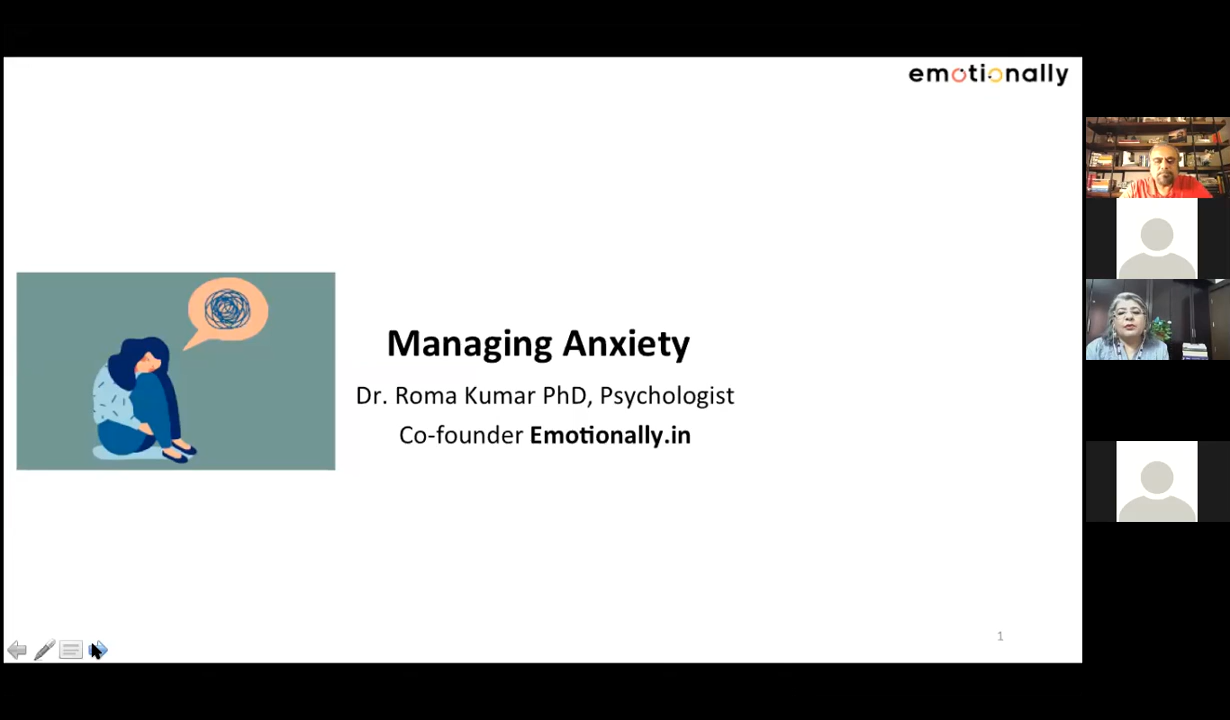 emotionally
Managing Anxiety
Dr. Roma Kumar PhD, Psychologist
Co-founder Emotionally.in
1